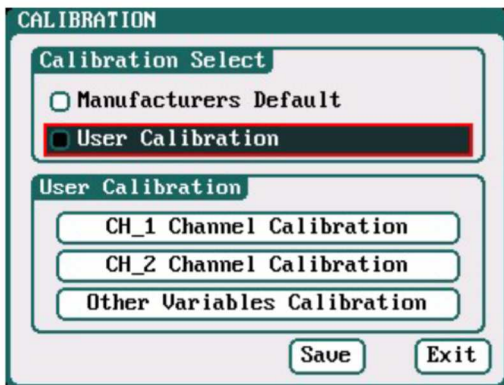 CALIBRATION
Calibration Select
Manufacturers Default
User Calibration
User Calibration
CH_1 Channel Calibration
CH_2 Channel Calibration
Other Variables Calibration
Save Exit